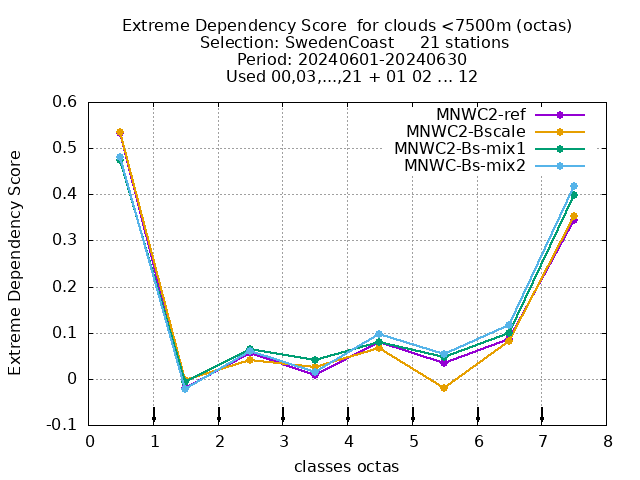 Extreme Dependency Score  for clouds <7500m (octas)
Selection: SwedenCoast     21 stations
Period: 20240601-20240630
Used 00,03,...,21 + 01 02 ... 12
MNWC2-ref
MNWC2-Bscale
MNWC2-Bs-mix1
MNWC-Bs-mix2
Extreme Dependency Score
0.6
0.5
0.4
0.3
0.2
0.1
0
-0.1
0 1 2 3 4 5 6 7 8
classes octas